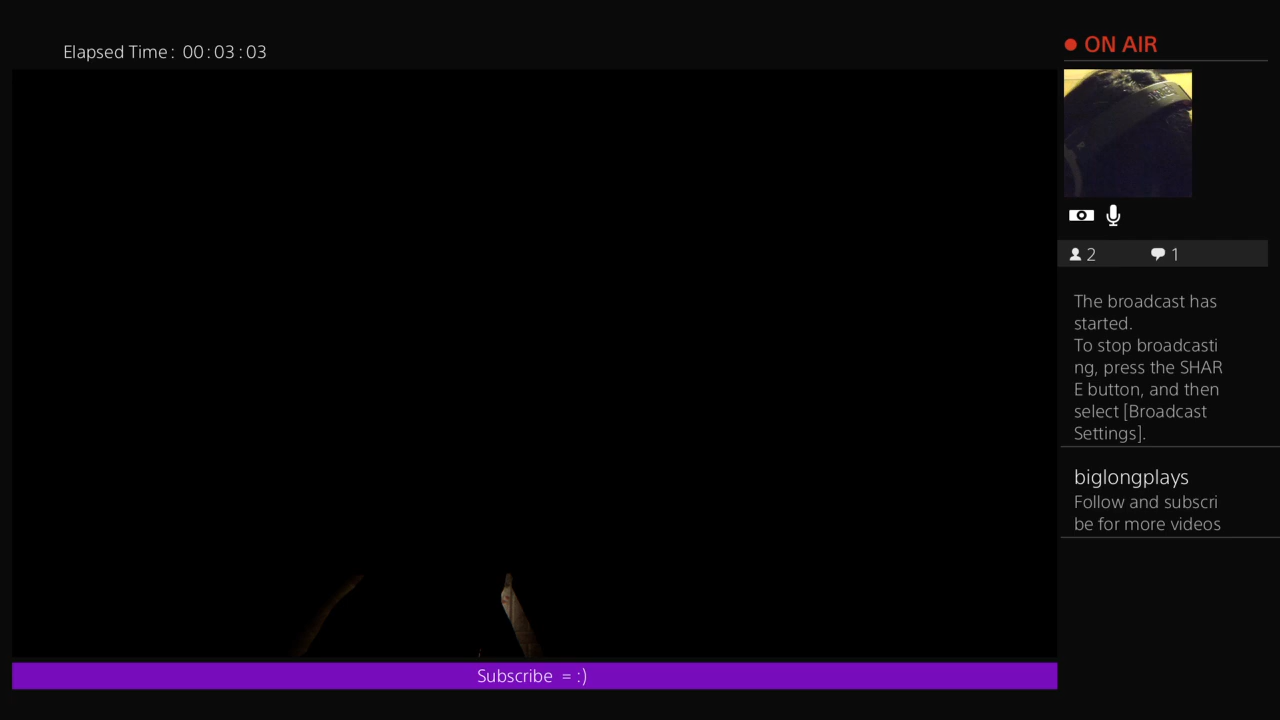 Elapsed Time: 00:03:03
ON AIR
2
1
The broadcast has
started.
To stop broadcasti
ng, press the SHAR
E button, and then
select [Broadcast
Settings].
biglongplays
Follow and subscri
be for more videos
Subscribe = :)